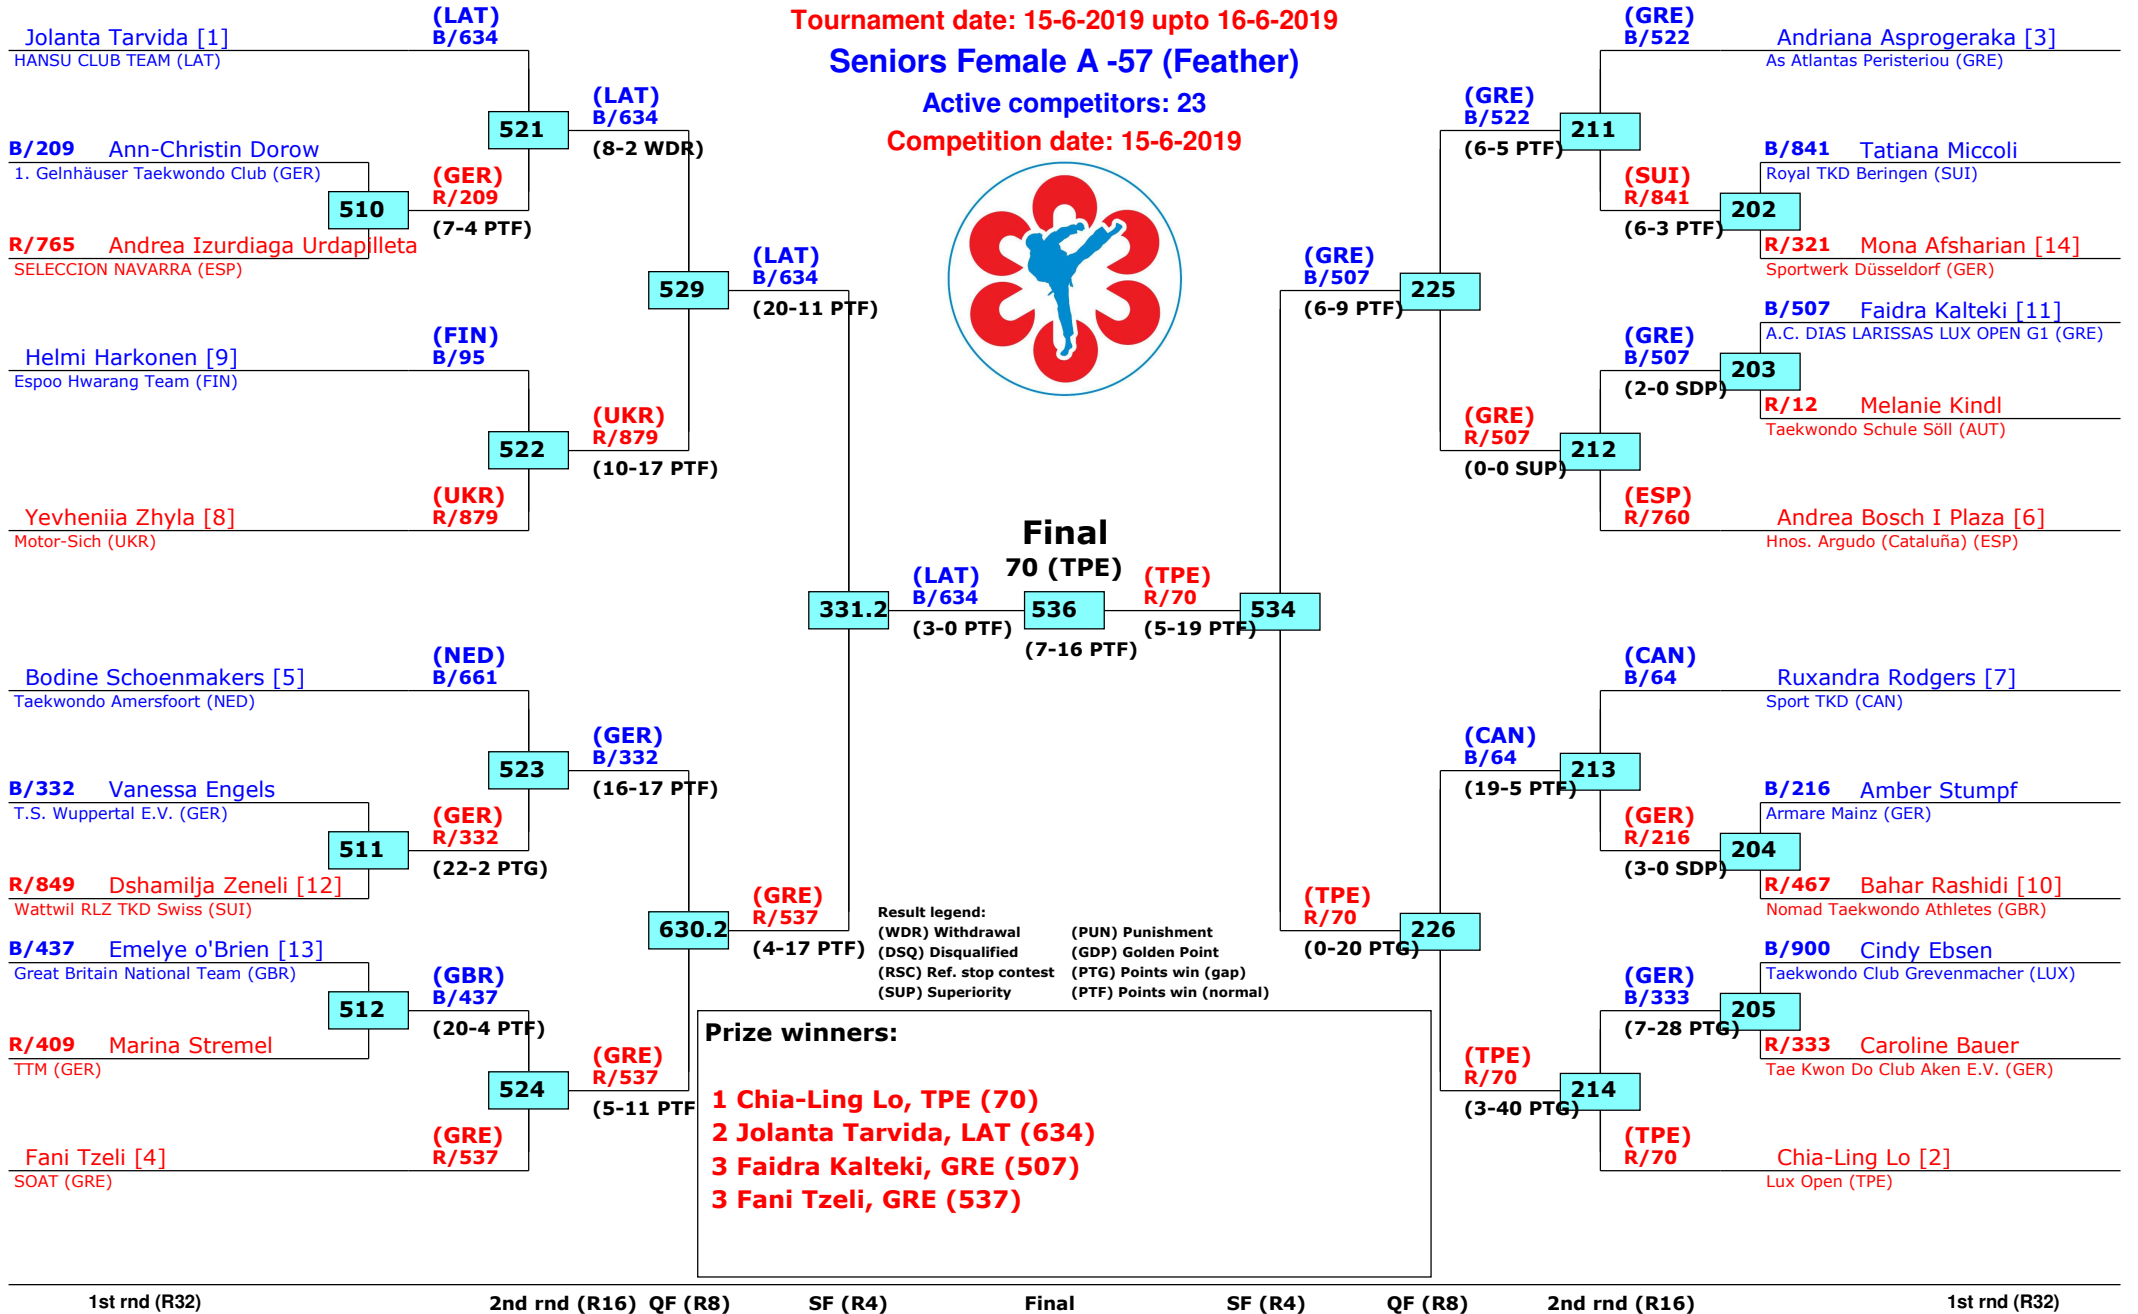 Tournament date: 15-6-2019 upto 16-6-2019
Seniors Female A -57 (Feather)
Active competitors: 23
Competition date: 15-6-2019
Jolanta Tarvida [1]
HANSU CLUB TEAM (LAT)
(LAT)
B/634
B/209 Ann-Christin Dorow
1. Gelnhäuser Taekwondo Club (GER)
510
R/765 Andrea Izurdiaga Urdapilleta
SELECCION NAVARRA (ESP)
(GER)
R/209
(7-4 PTF)
521
(LAT)
B/634
(8-2 WDR)
Helmi Harkonen [9]
Espoo Hwarang Team (FIN)
(FIN)
B/95
Yevheniia Zhyla [8]
Motor-Sich (UKR)
(UKR)
R/879
522
(UKR)
R/879
(10-17 PTF)
529
(LAT)
B/634
(20-11 PTF)
Bodine Schoenmakers [5]
Taekwondo Amersfoort (NED)
(NED)
B/661
B/332 Vanessa Engels
T.S. Wuppertal E.V. (GER)
511
R/849 Dshamilja Zeneli [12]
Wattwil RLZ TKD Swiss (SUI)
(GER)
R/332
(22-2 PTG)
523
(GER)
B/332
(16-17 PTF)
B/437 Emelye o'Brien [13]
Great Britain National Team (GBR)
512
R/409 Marina Stremel
TTM (GER)
(GBR)
B/437
(20-4 PTF)
Fani Tzeli [4]
SOAT (GRE)
(GRE)
R/537
524
(GRE)
R/537
(5-11 PTF
630.2
(GRE)
R/537
(4-17 PTF)
331.2
(LAT)
B/634
(3-0 PTF)
Final
70 (TPE)
536
(7-16 PTF)
(TPE)
R/70
(5-19 PTF)
534
(GRE)
B/507
(6-9 PTF)
225
(GRE)
B/522
(6-5 PTF)
211
(GRE)
B/522
Andriana Asprogeraka [3]
As Atlantas Peristeriou (GRE)
(SUI)
R/841
(6-3 PTF)
202
B/841 Tatiana Miccoli
Royal TKD Beringen (SUI)
R/321 Mona Afsharian [14]
Sportwerk Düsseldorf (GER)
(GRE)
R/507
(0-0 SUP)
212
(GRE)
B/507
(2-0 SDP)
203
B/507 Faidra Kalteki [11]
A.C. DIAS LARISSAS LUX OPEN G1 (GRE)
R/12 Melanie Kindl
Taekwondo Schule Söll (AUT)
(ESP)
R/760
Andrea Bosch I Plaza [6]
Hnos. Argudo (Cataluña) (ESP)
(TPE)
R/70
(0-20 PTG)
226
(CAN)
B/64
(19-5 PTF)
213
(CAN)
B/64
Ruxandra Rodgers [7]
Sport TKD (CAN)
(GER)
R/216
(3-0 SDP)
204
B/216 Amber Stumpf
Armare Mainz (GER)
R/467 Bahar Rashidi [10]
Nomad Taekwondo Athletes (GBR)
(TPE)
R/70
(3-40 PTG)
214
(GER)
B/333
(7-28 PTG)
205
B/900 Cindy Ebsen
Taekwondo Club Grevenmacher (LUX)
R/333 Caroline Bauer
Tae Kwon Do Club Aken E.V. (GER)
(TPE)
R/70
Chia-Ling Lo [2]
Lux Open (TPE)
Result legend:
(WDR) Withdrawal (PUN) Punishment
(DSQ) Disqualified (GDP) Golden Point
(RSC) Ref. stop contest (PTG) Points win (gap)
(SUP) Superiority (PTF) Points win (normal)
Prize winners:
1 Chia-Ling Lo, TPE (70)
2 Jolanta Tarvida, LAT (634)
3 Faidra Kalteki, GRE (507)
3 Fani Tzeli, GRE (537)
1st rnd (R32) 2nd rnd (R16) QF (R8) SF (R4) Final SF (R4) QF (R8) 2nd rnd (R16) 1st rnd (R32)